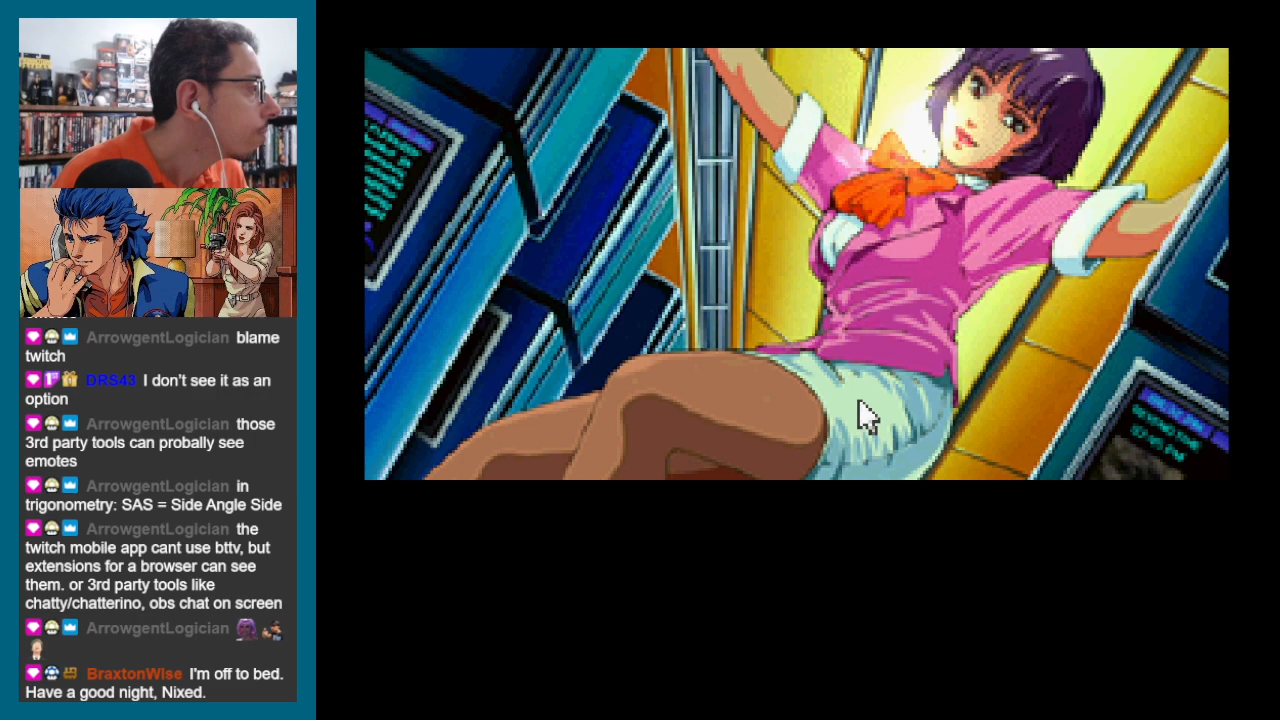 ArrowgentLogician blame
twitch
DRS43 I don't see it as an
option
ArrowgentLogician those
3rd party tools can probally see
emotes
ArrowgentLogician in
trigonometry: SAS = Side Angle Side
ArrowgentLogician the
twitch mobile app cant use bttv, but
extensions for a browser can see
them. or 3rd party tools like
chatty/chatterino, obs chat on screen
ArrowgentLogician
BraxtonWise I'm off to bed.
Have a good night, Nixed.